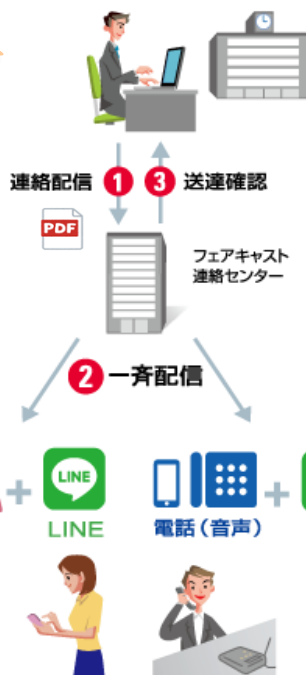 連絡配信 1 3 送達確認
PDF
フェアキャスト
連絡センター
2 一斉配信
LINE
LINE
電話(音声)